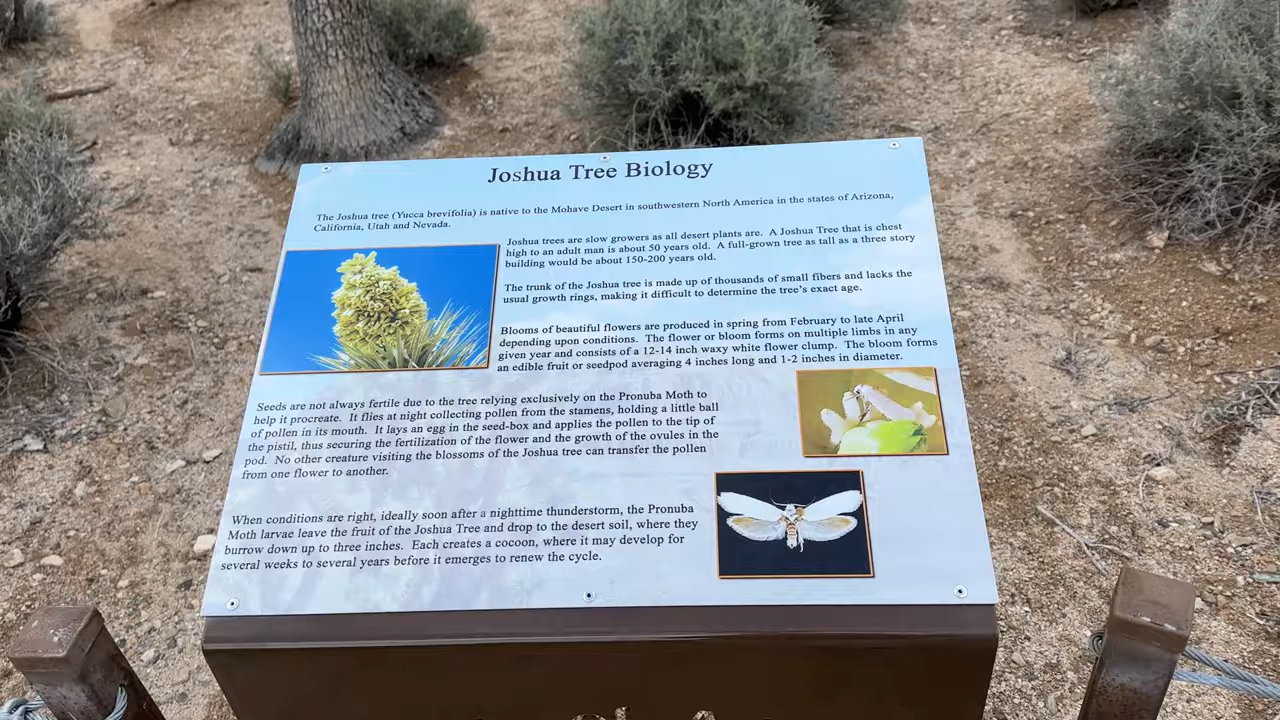 Joshua Tree Biology
The Joshua tree (Yucca brevifolia) is native to the Mohave Desert in southwestern North America in the states of Arizona,
California, Utah and Nevada.
Joshua trees are slow growers as all desert plants are. A Joshua Tree that is chest
high to an adult man is about 50 years old. A full-grown tree as tall as a three story
building would be about 150-200 years old.
The trunk of the Joshua tree is made up of thousands of small fibers and lacks the
usual growth rings, making it difficult to determine the tree's exact age.
Blooms of beautiful flowers are produced in spring from February to late April
depending upon conditions. The flower or bloom forms on multiple limbs in any
given year and consists of a 12-14 inch waxy white flower clump. The bloom forms
an edible fruit or seedpod averaging 4 inches long and 1-2 inches in diameter.
Seeds are not always fertile due to the tree relying exclusively on the Pronuba Moth to
help it procreate. It flies at night collecting pollen from the stamens, holding a little ball
of pollen in its mouth. It lays an egg in the seed-box and applies the pollen to the tip of
the pistil, thus securing the fertilization of the flower and the growth of the ovules in the
pod. No other creature visiting the blossoms of the Joshua tree can transfer the pollen
from one flower to another.
When conditions are right, ideally soon after a nighttime thunderstorm, the Pronuba
Moth larvae leave the fruit of the Joshua Tree and drop to the desert soil, where they
burrow down up to three inches. Each creates a cocoon, where it may develop for
several weeks to several years before it emerges to renew the cycle.